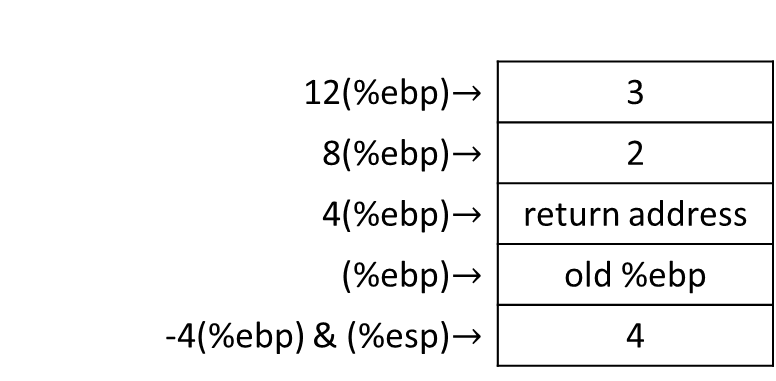 12(%ebp)→ 3
8(%ebp)→ 2
4(%ebp)→ return address
(%ebp)→ old %ebp
-4(%ebp) & (%esp)→ 4